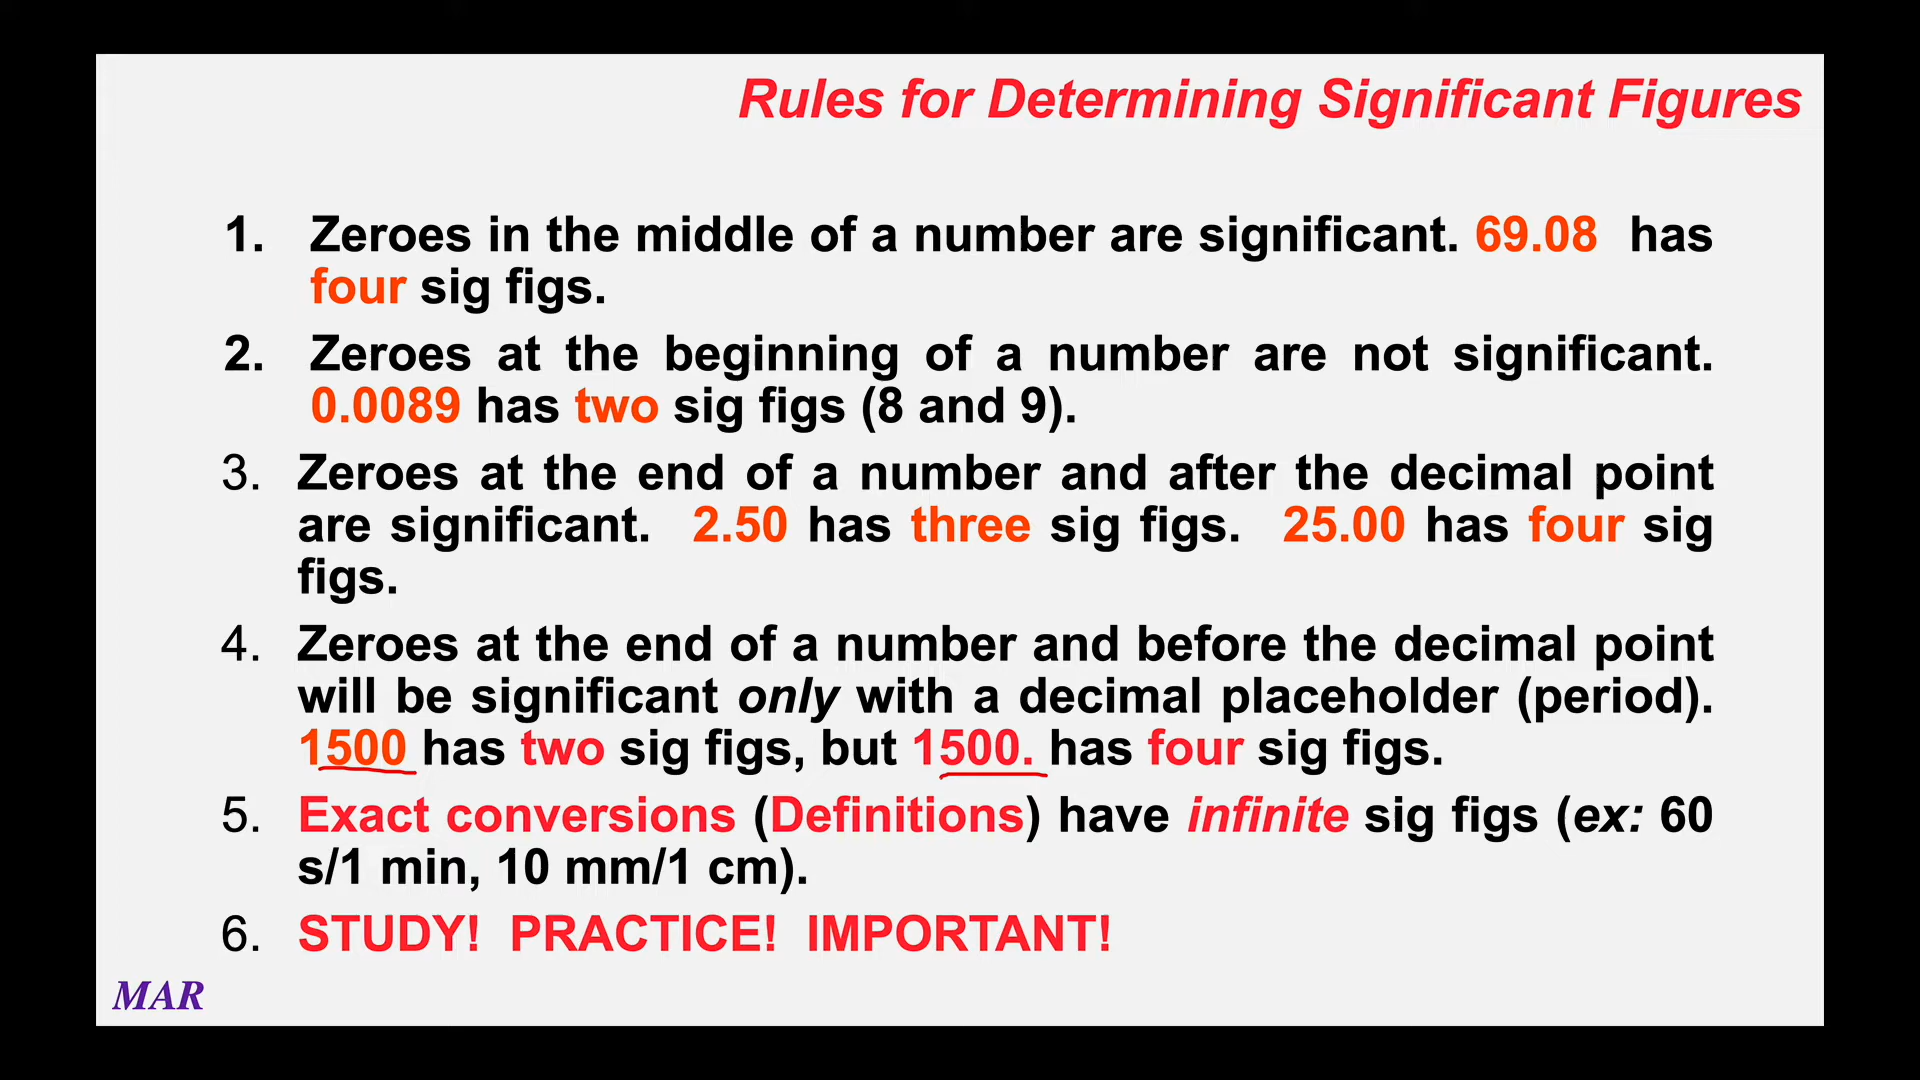 Rules for Determining Significant Figures
1. Zeroes in the middle of a number are significant. 69.08 has
four sig figs.
2. Zeroes at the beginning of a number are not significant.
0.0089 has two sig figs (8 and 9).
3. Zeroes at the end of a number and after the decimal point
are significant. 2.50 has three sig figs. 25.00 has four sig
figs.
4. Zeroes at the end of a number and before the decimal point
will be significant only with a decimal placeholder (period).
1500 has two sig figs, but 1500. has four sig figs.
5. Exact conversions (Definitions) have infinite sig figs (ex: 60
s/1 min, 10 mm/1 cm).
6. STUDY! PRACTICE! IMPORTANT!
MAR